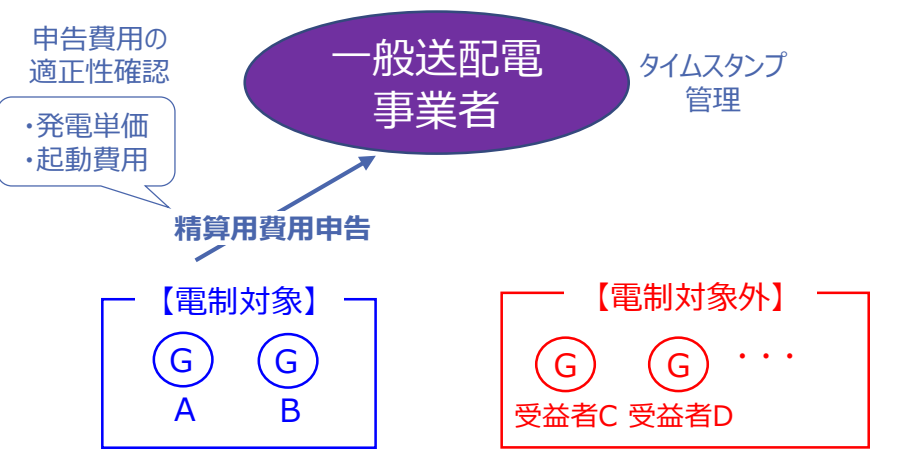 申告費用の
適正性確認
・発電単価
・起動費用
一般送配電
事業者
タイムスタンプ
管理
精算用費用申告
【電制対象】
G G
A B
【電制対象外】
G G ・・・
受益者C 受益者D